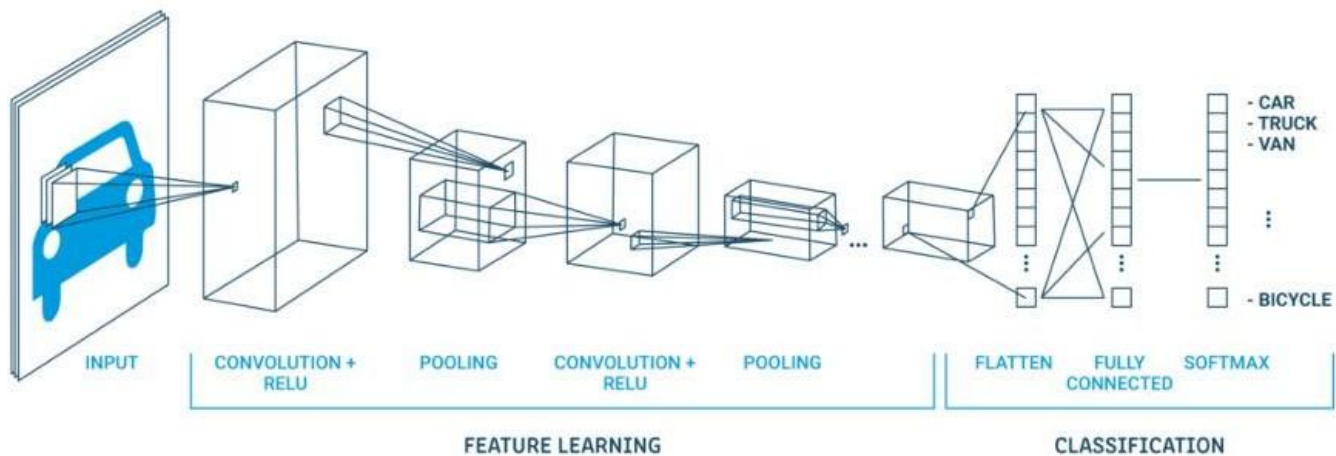 - CAR
- TRUCK
- VAN
- BICYCLE
INPUT
CONVOLUTION +
RELU
POOLING
CONVOLUTION +
RELU
POOLING
FLATTEN
FULLY
CONNECTED
SOFTMAX
FEATURE LEARNING
CLASSIFICATION